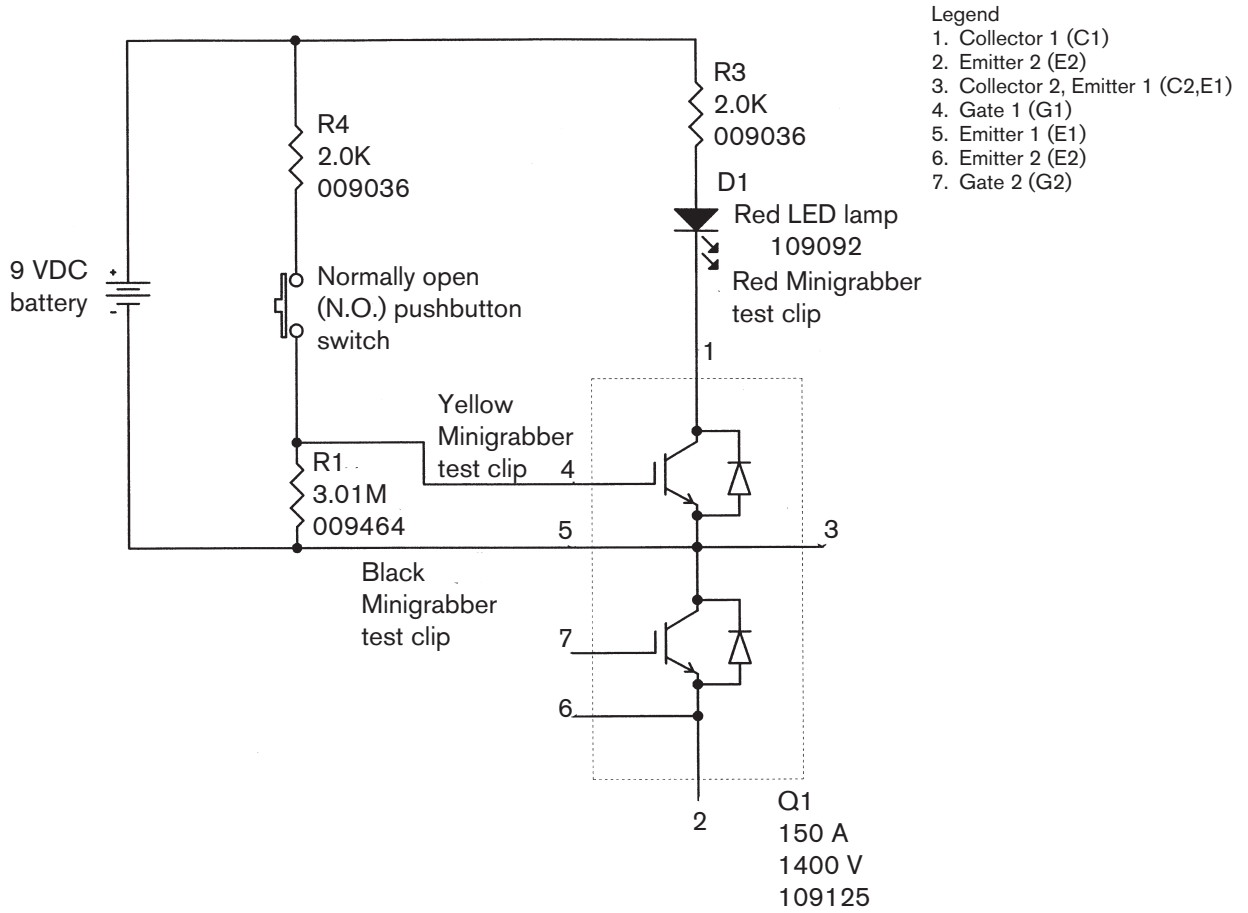 Legend
1. Collector 1 (C1)
2. Emitter 2 (E2)
3. Collector 2, Emitter 1 (C2,E1)
4. Gate 1 (G1)
5. Emitter 1 (E1)
6. Emitter 2 (E2)
7. Gate 2 (G2)
R3
2.0K
009036
R4
2.0K
009036
D1
Red LED lamp
109092
Red Minigrabber
test clip
9 VDC
battery
+
-
Normally open
(N.O.) pushbutton
switch
1
Yellow
Minigrabber
test clip
4
R1
3.01M
009464
5
3
Black
Minigrabber
test clip
7
6
2
Q1
150 A
1400 V
109125